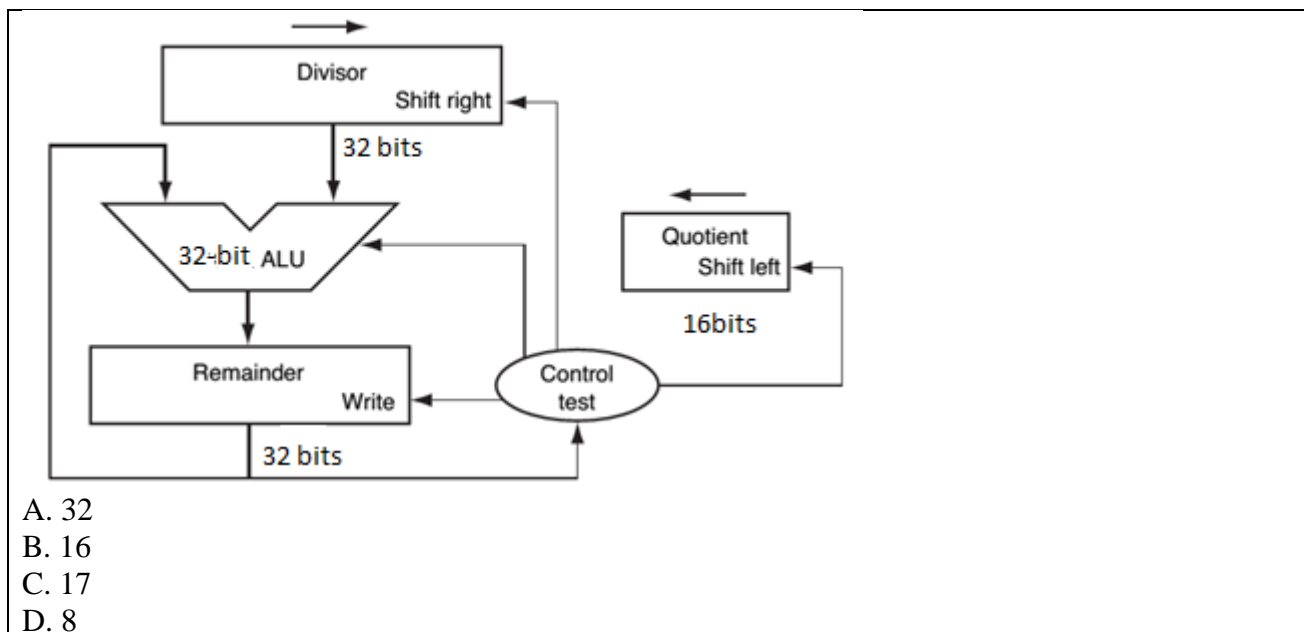 Divisor
Shift right
32 bits
32-bit ALU
Quotient
Shift left
16bits
Remainder
Write
Control
test
32 bits
A. 32
B. 16
C. 17
D. 8